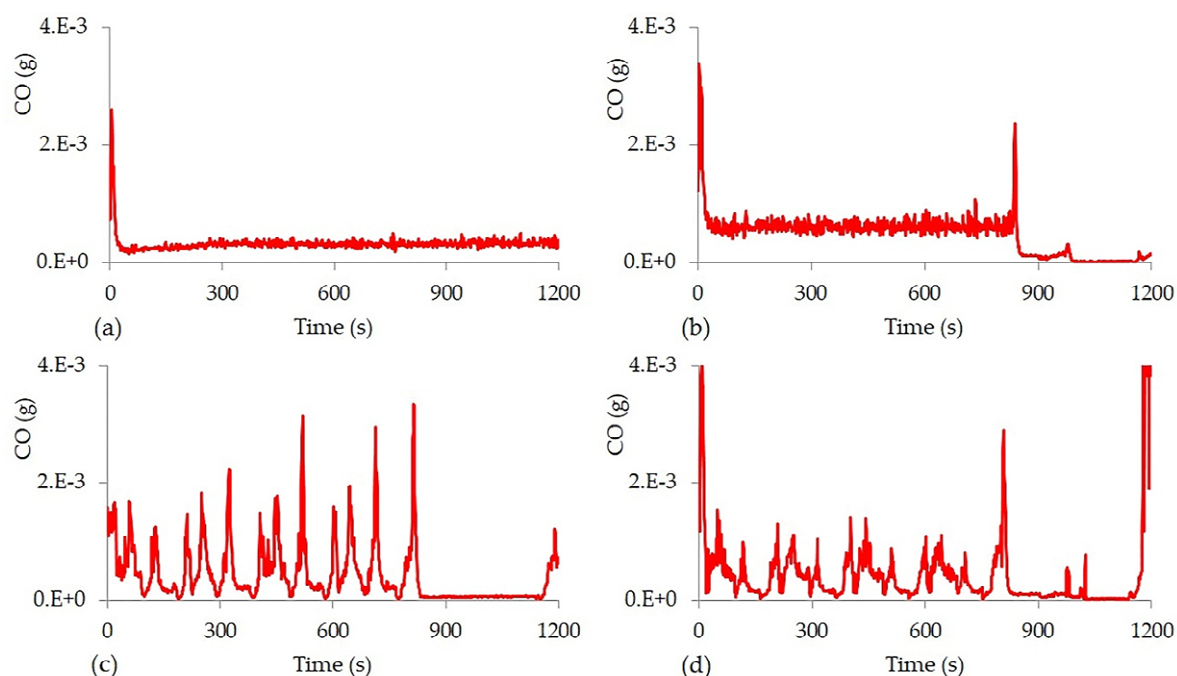 4.E-3
CO (g)
2.E-3
0.E+0
0 300 600 900 1200
(a) Time (s)
4.E-3
CO (g)
2.E-3
0.E+0
0 300 600 900 1200
(b) Time (s)
4.E-3
CO (g)
2.E-3
0.E+0
0 300 600 900 1200
(c) Time (s)
4.E-3
CO (g)
2.E-3
0.E+0
0 300 600 900 1200
(d) Time (s)